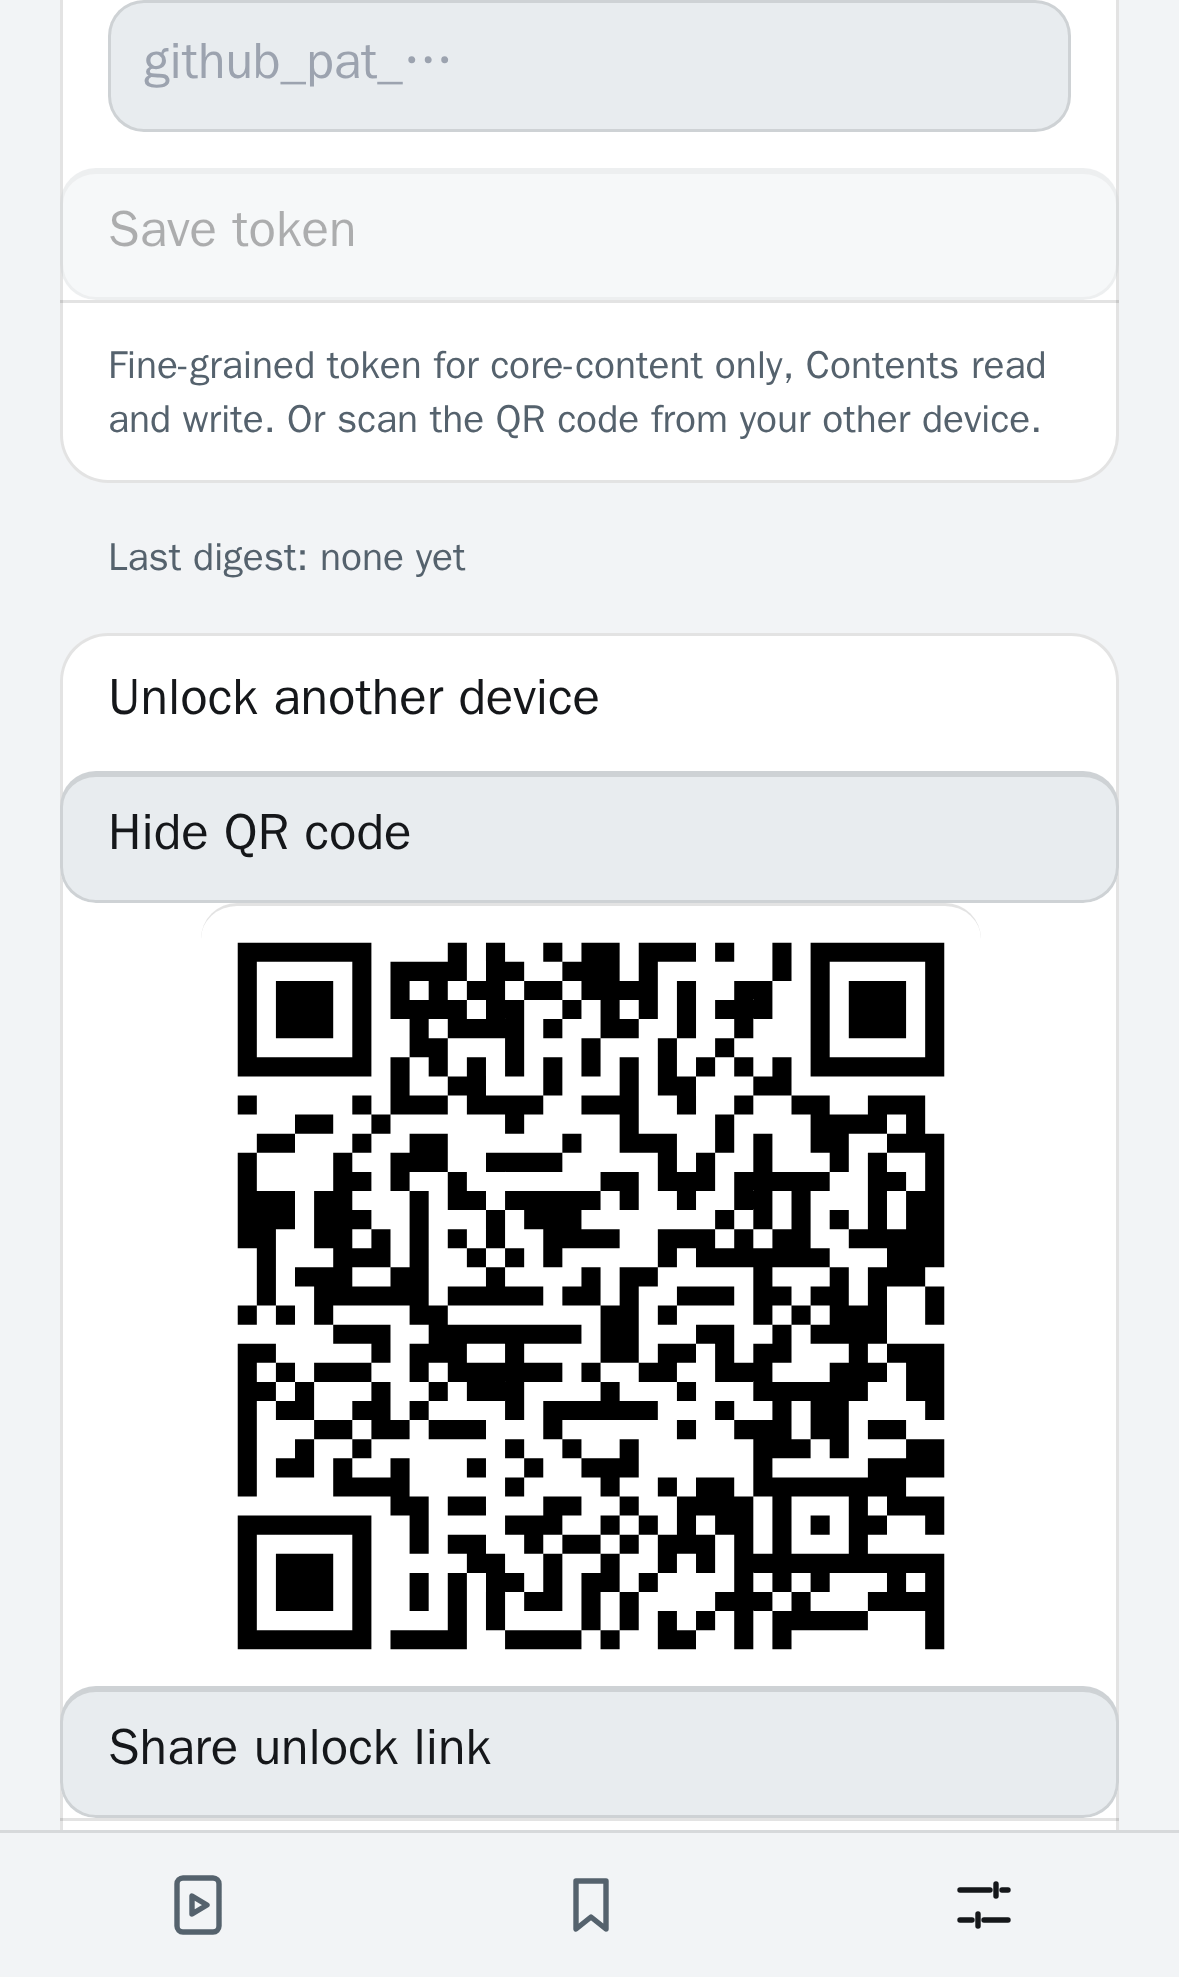 github_pat_···
Save token
Fine-grained token for core-content only, Contents read
and write. Or scan the QR code from your other device.
Last digest: none yet
Unlock another device
Hide QR code
Share unlock link